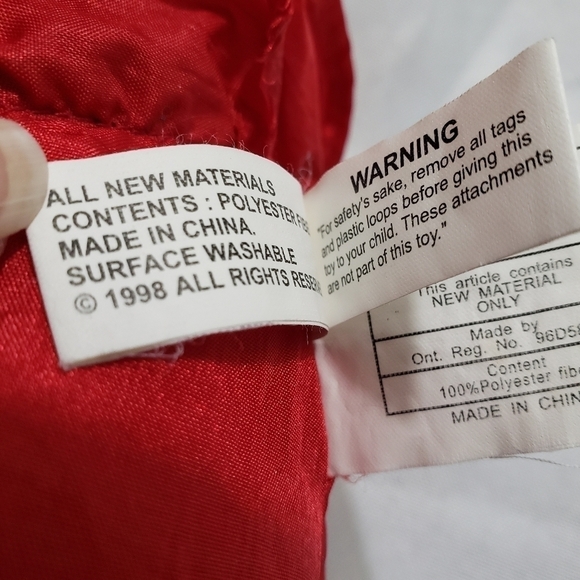 ALL NEW MATERIALS
CONTENTS : POLYESTER
MADE IN CHINA.
SURFACE WASHABLE
© 1998 ALL RIGHTS
WARNING
"For safety's sake, remove all tags
and plastic loops before giving this
toy to your child. These attachments
are not part of this toy."
This article contains
NEW MATERIAL
ONLY
Made by
Ont. Reg. No. 96D5
Content
100%Polyester
MADE IN